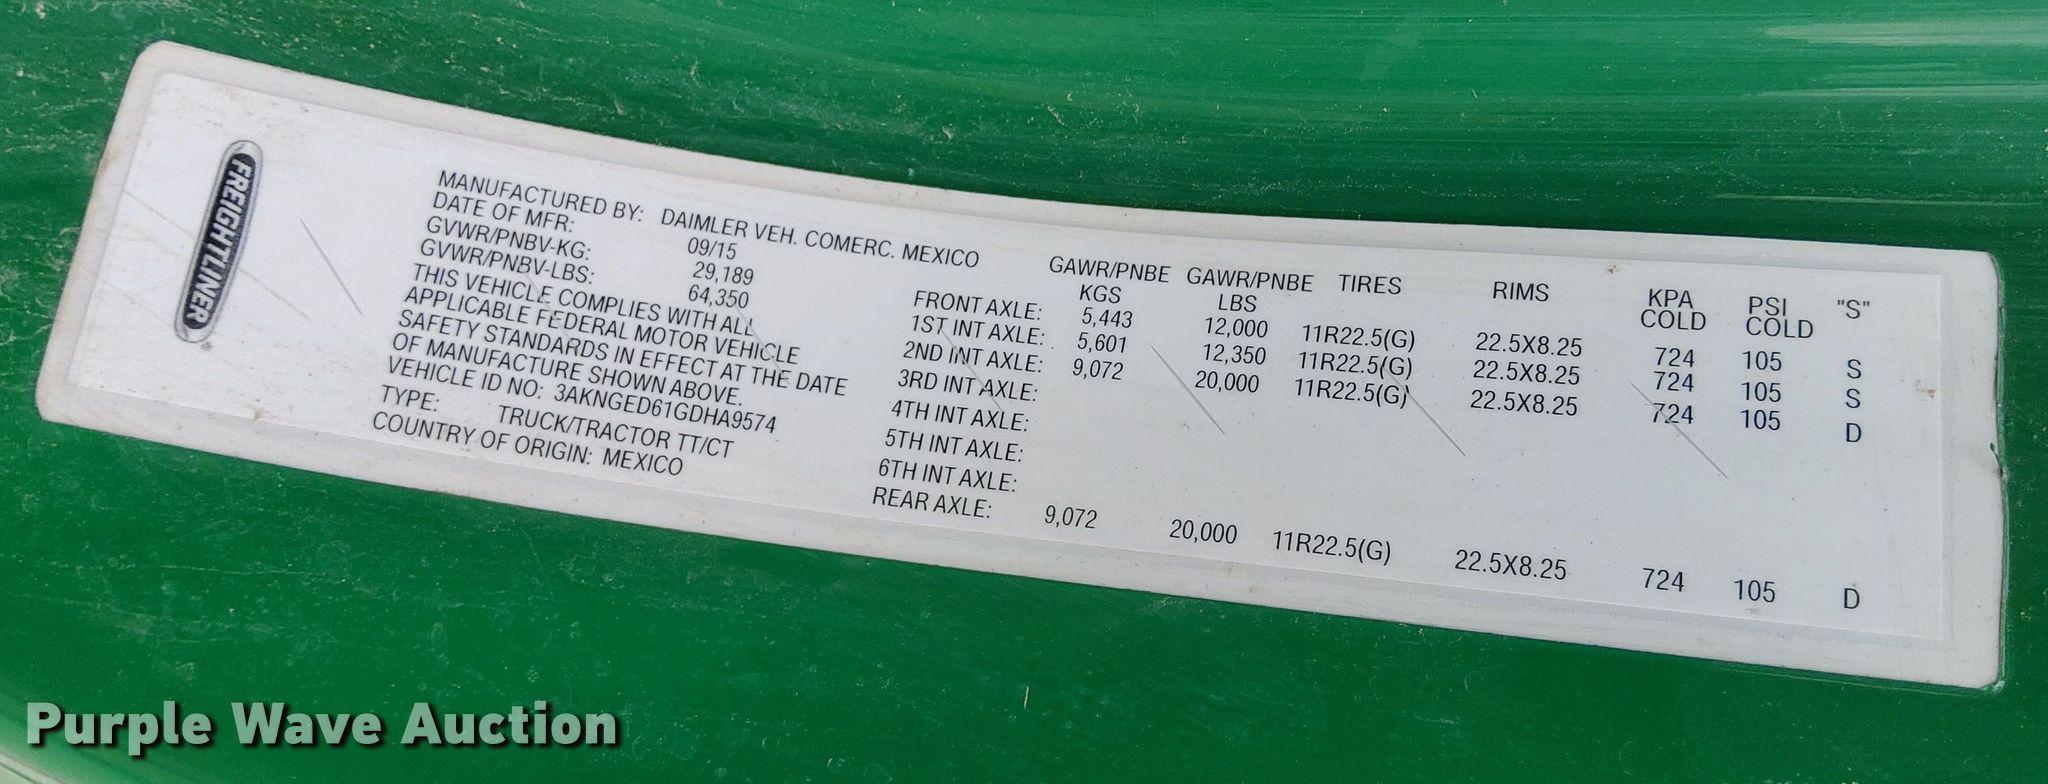 FREIGHTLINER
MANUFACTURED BY: DAIMLER VEH. COMERC. MEXICO
DATE OF MFR: 09/15
GVWR/PNBV-KG: 29,189
GVWR/PNBV-LBS: 64,350
THIS VEHICLE COMPLIES WITH ALL
APPLICABLE FEDERAL MOTOR VEHICLE
SAFETY STANDARDS IN EFFECT AT THE DATE
OF MANUFACTURE SHOWN ABOVE.
VEHICLE ID NO: 3AKNGED61GDHA9574
TYPE: TRUCK/TRACTOR TT/CT
COUNTRY OF ORIGIN: MEXICO
GAWR/PNBE GAWR/PNBE TIRES RIMS KPA PSI "S"
KGS LBS COLD COLD
FRONT AXLE: 5,443 12,000 11R22.5(G) 22.5X8.25 724 105 S
1ST INT AXLE: 5,601 12,350 11R22.5(G) 22.5X8.25 724 105 S
2ND INT AXLE: 9,072 20,000 11R22.5(G) 22.5X8.25 724 105 D
3RD INT AXLE:
4TH INT AXLE:
5TH INT AXLE:
6TH INT AXLE:
REAR AXLE: 9,072 20,000 11R22.5(G) 22.5X8.25 724 105 D
Purple Wave Auction